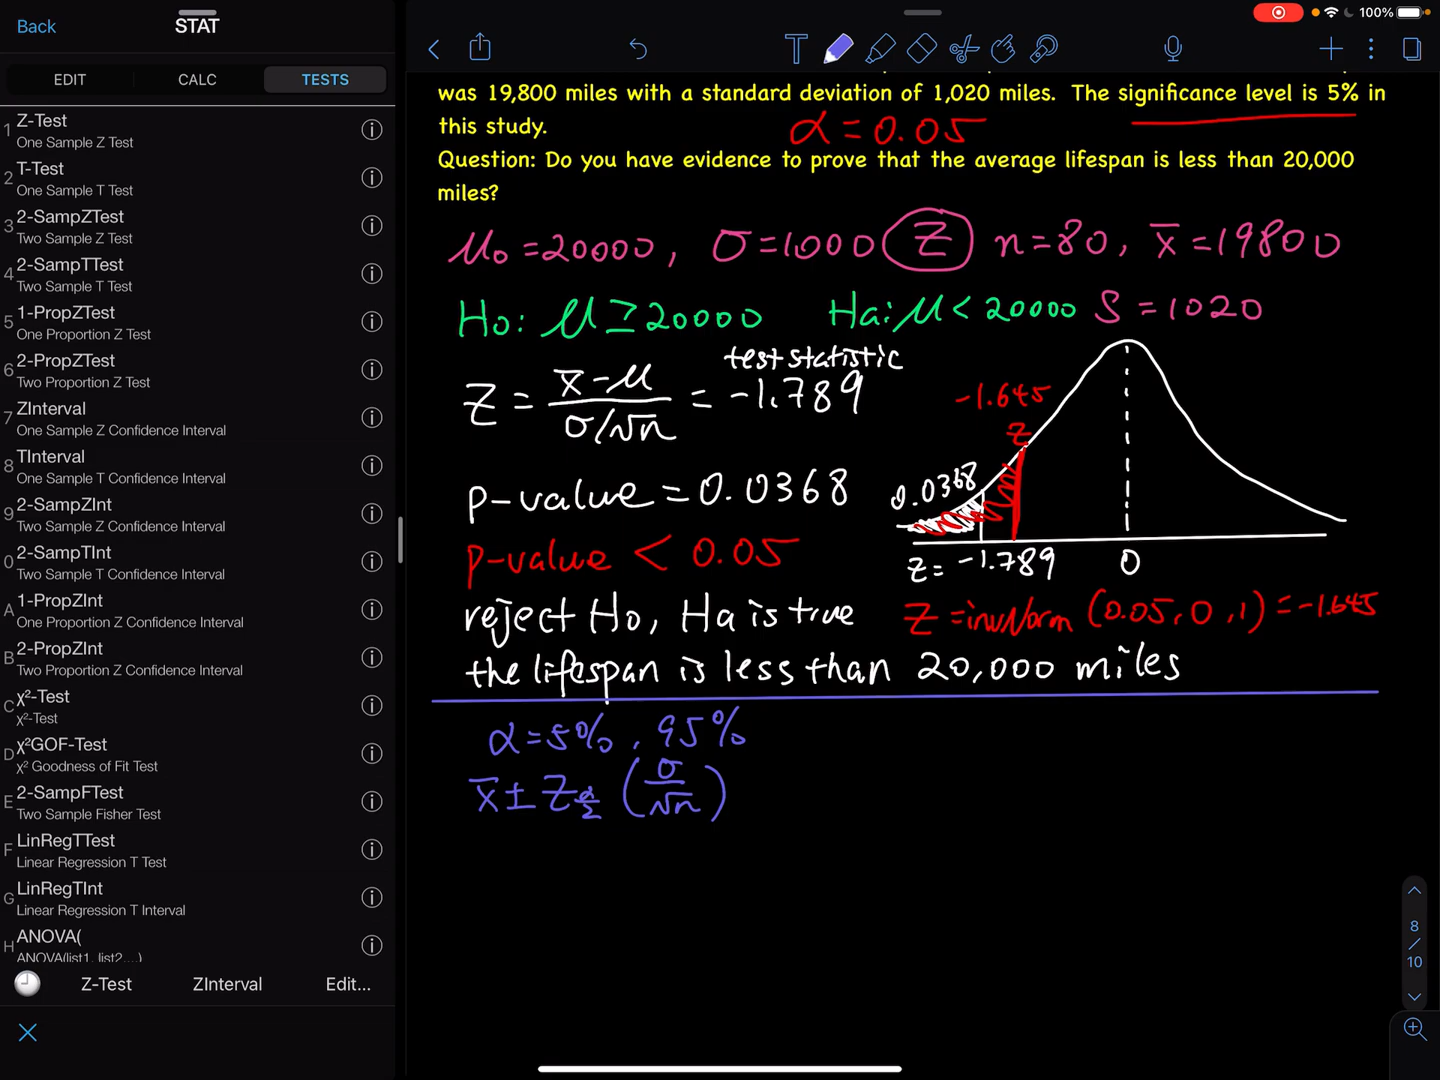 Back
STAT
EDIT CALC TESTS
1 Z-Test
One Sample Z Test
2 T-Test
One Sample T Test
3 2-SampZTest
Two Sample Z Test
4 2-SampTTest
Two Sample T Test
5 1-PropZTest
One Proportion Z Test
6 2-PropZTest
Two Proportion Z Test
7 ZInterval
One Sample Z Confidence Interval
8 TInterval
One Sample T Confidence Interval
9 2-SampZInt
Two Sample Z Confidence Interval
0 2-SampTInt
Two Sample T Confidence Interval
A 1-PropZInt
One Proportion Z Confidence Interval
B 2-PropZInt
Two Proportion Z Confidence Interval
C χ²-Test
χ²-Test
D χ²GOF-Test
χ² Goodness of Fit Test
E 2-SampFTest
Two Sample Fisher Test
F LinRegTTest
Linear Regression T Test
G LinRegTInt
Linear Regression T Interval
H ANOVA(
ANOVA(list1, list2,...)
Z-Test ZInterval Edit...
100%
was 19,800 miles with a standard deviation of 1,020 miles. The significance level is 5% in
this study. α = 0.05
Question: Do you have evidence to prove that the average lifespan is less than 20,000
miles?
μ₀ = 20000, σ = 1000 Z n = 80, x̄ = 19800
Ho: μ ≥ 20000 Ha: μ < 20000 S = 1020
test statistic
Z = (x̄ - μ)/(σ/√n) = -1.789
-1.645
Z
p-value = 0.0368
0.0368
p-value < 0.05
Z = -1.789 0
reject Ho, Ha is true
Z = invNorm (0.05, 0, 1) = -1.645
the lifespan is less than 20,000 miles
α = 5%, 95%
x̄ ± Z α/2 (σ/√n)
8
/
10